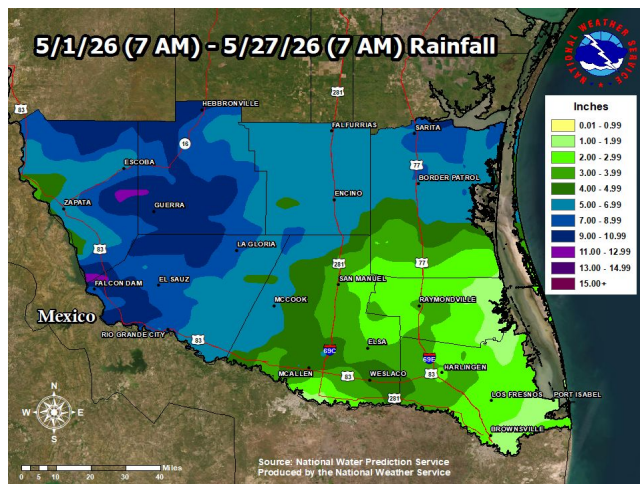 5/1/26 (7 AM) - 5/27/26 (7 AM) Rainfall
NATIONAL WEATHER SERVICE
83
281
HEBBRONVILLE
Inches
0.01 - 0.99
1.00 - 1.99
2.00 - 2.99
3.00 - 3.99
4.00 - 4.99
5.00 - 6.99
7.00 - 8.99
9.00 - 10.99
11.00 - 12.99
13.00 - 14.99
15.00+
FALFURRIAS
SARITA
16
ESCOBA
77
BORDER PATROL
ZAPATA
GUERRA
ENCINO
83
LA GLORIA
281
77
FALCON DAM
EL SAUZ
SAN MANUEL
MCCOOK
RAYMONDVILLE
Mexico
RIO GRANDE CITY
83
69C
ELSA
69E
MCALLEN
83
WESLACO
83
HARLINGEN
281
LOS FRESNOS
PORT ISABEL
BROWNSVILLE
N
W
E
S
0 5 10 20 30 40
Miles
Source: National Water Prediction Service
Produced by the National Weather Service